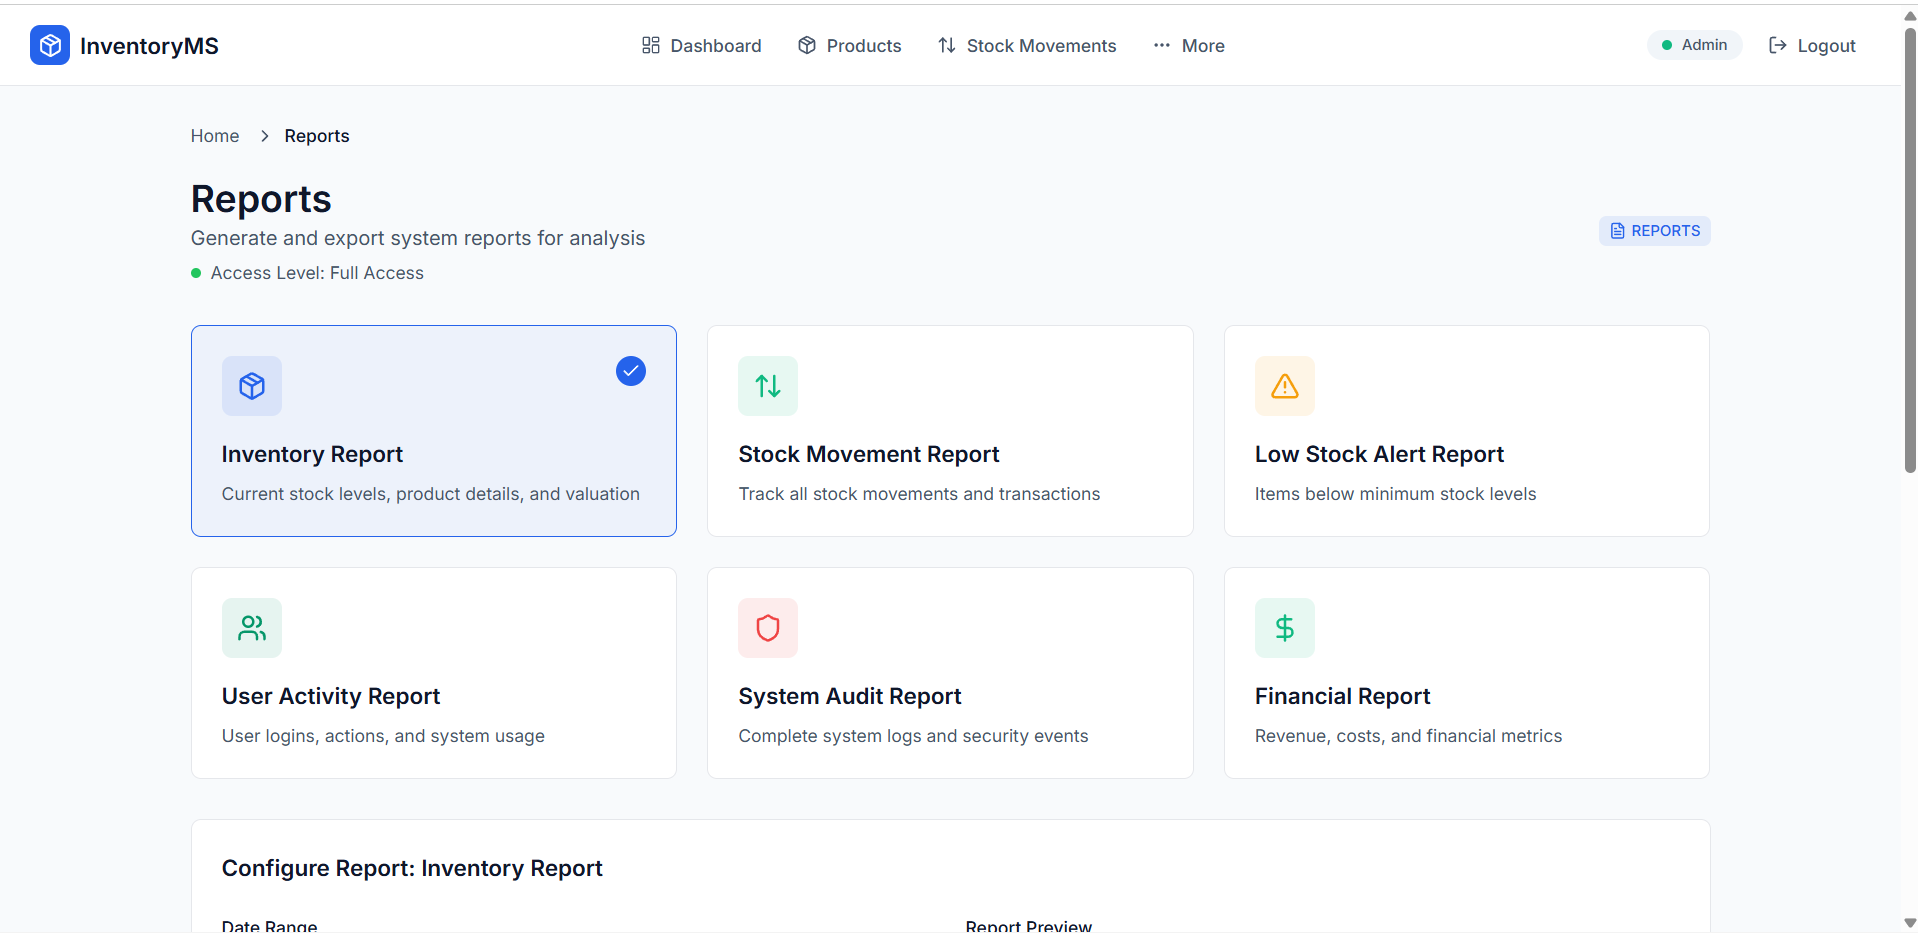 InventoryMS
Dashboard
Products
Stock Movements
More
Admin
Logout
Home
Reports
Reports
Generate and export system reports for analysis
Access Level: Full Access
REPORTS
Inventory Report
Current stock levels, product details, and valuation
Stock Movement Report
Track all stock movements and transactions
Low Stock Alert Report
Items below minimum stock levels
User Activity Report
User logins, actions, and system usage
System Audit Report
Complete system logs and security events
Financial Report
Revenue, costs, and financial metrics
Configure Report: Inventory Report
Date Range
Report Preview